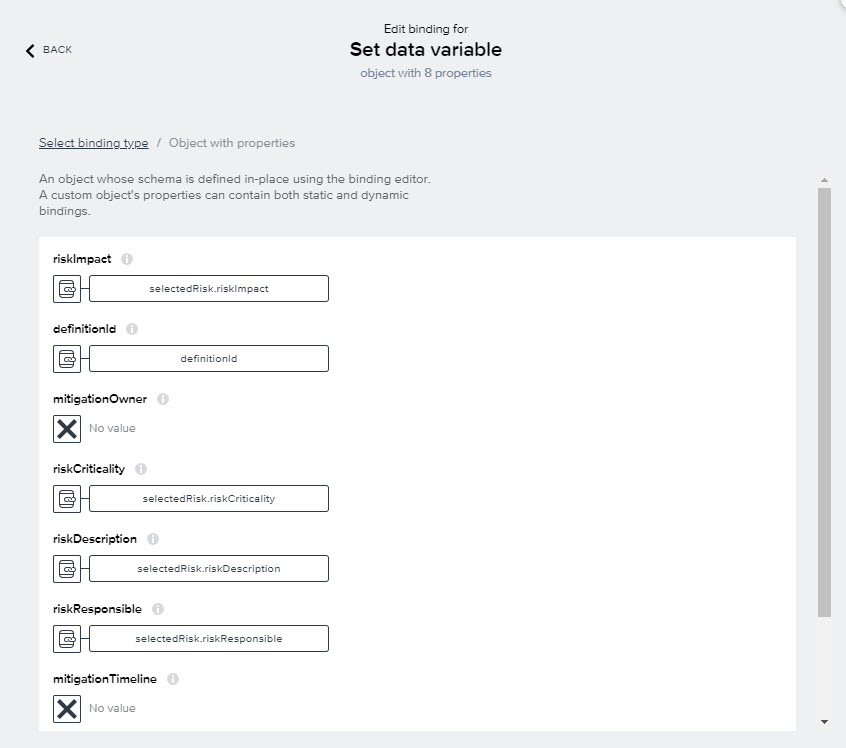 Edit binding for
BACK
Set data variable
object with 8 properties
Select binding type / Object with properties
An object whose schema is defined in-place using the binding editor.
A custom object's properties can contain both static and dynamic
bindings.
riskImpact
selectedRisk.riskImpact
definitionId
definitionId
mitigationOwner
No value
riskCriticality
selectedRisk.riskCriticality
riskDescription
selectedRisk.riskDescription
riskResponsible
selectedRisk.riskResponsible
mitigationTimeline
No value